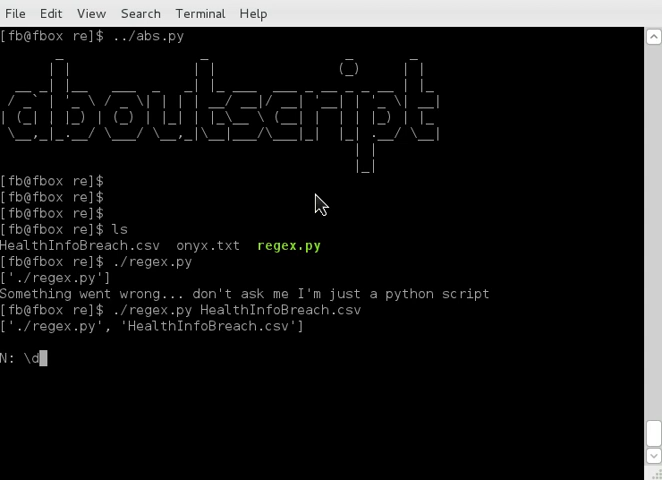 File Edit View Search Terminal Help
[fb@fbox re]$ ../abs.py
aboutscript
[fb@fbox re]$
[fb@fbox re]$
[fb@fbox re]$
[fb@fbox re]$ ls
HealthInfoBreach.csv onyx.txt regex.py
[fb@fbox re]$ ./regex.py
['./regex.py']
Something went wrong... don't ask me I'm just a python script
[fb@fbox re]$ ./regex.py HealthInfoBreach.csv
['./regex.py', 'HealthInfoBreach.csv']
N: \d